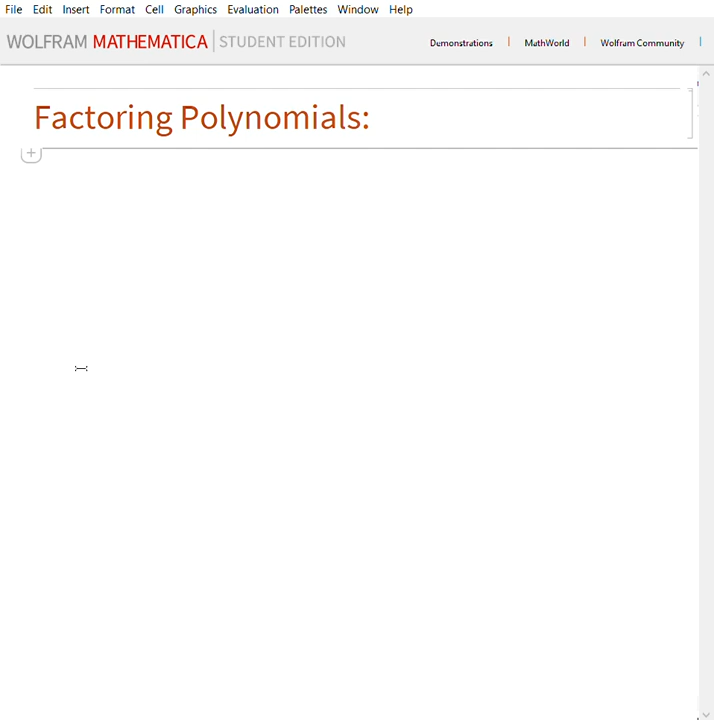 File Edit Insert Format Cell Graphics Evaluation Palettes Window Help
WOLFRAM MATHEMATICA | STUDENT EDITION Demonstrations | MathWorld | Wolfram Community |
Factoring Polynomials: